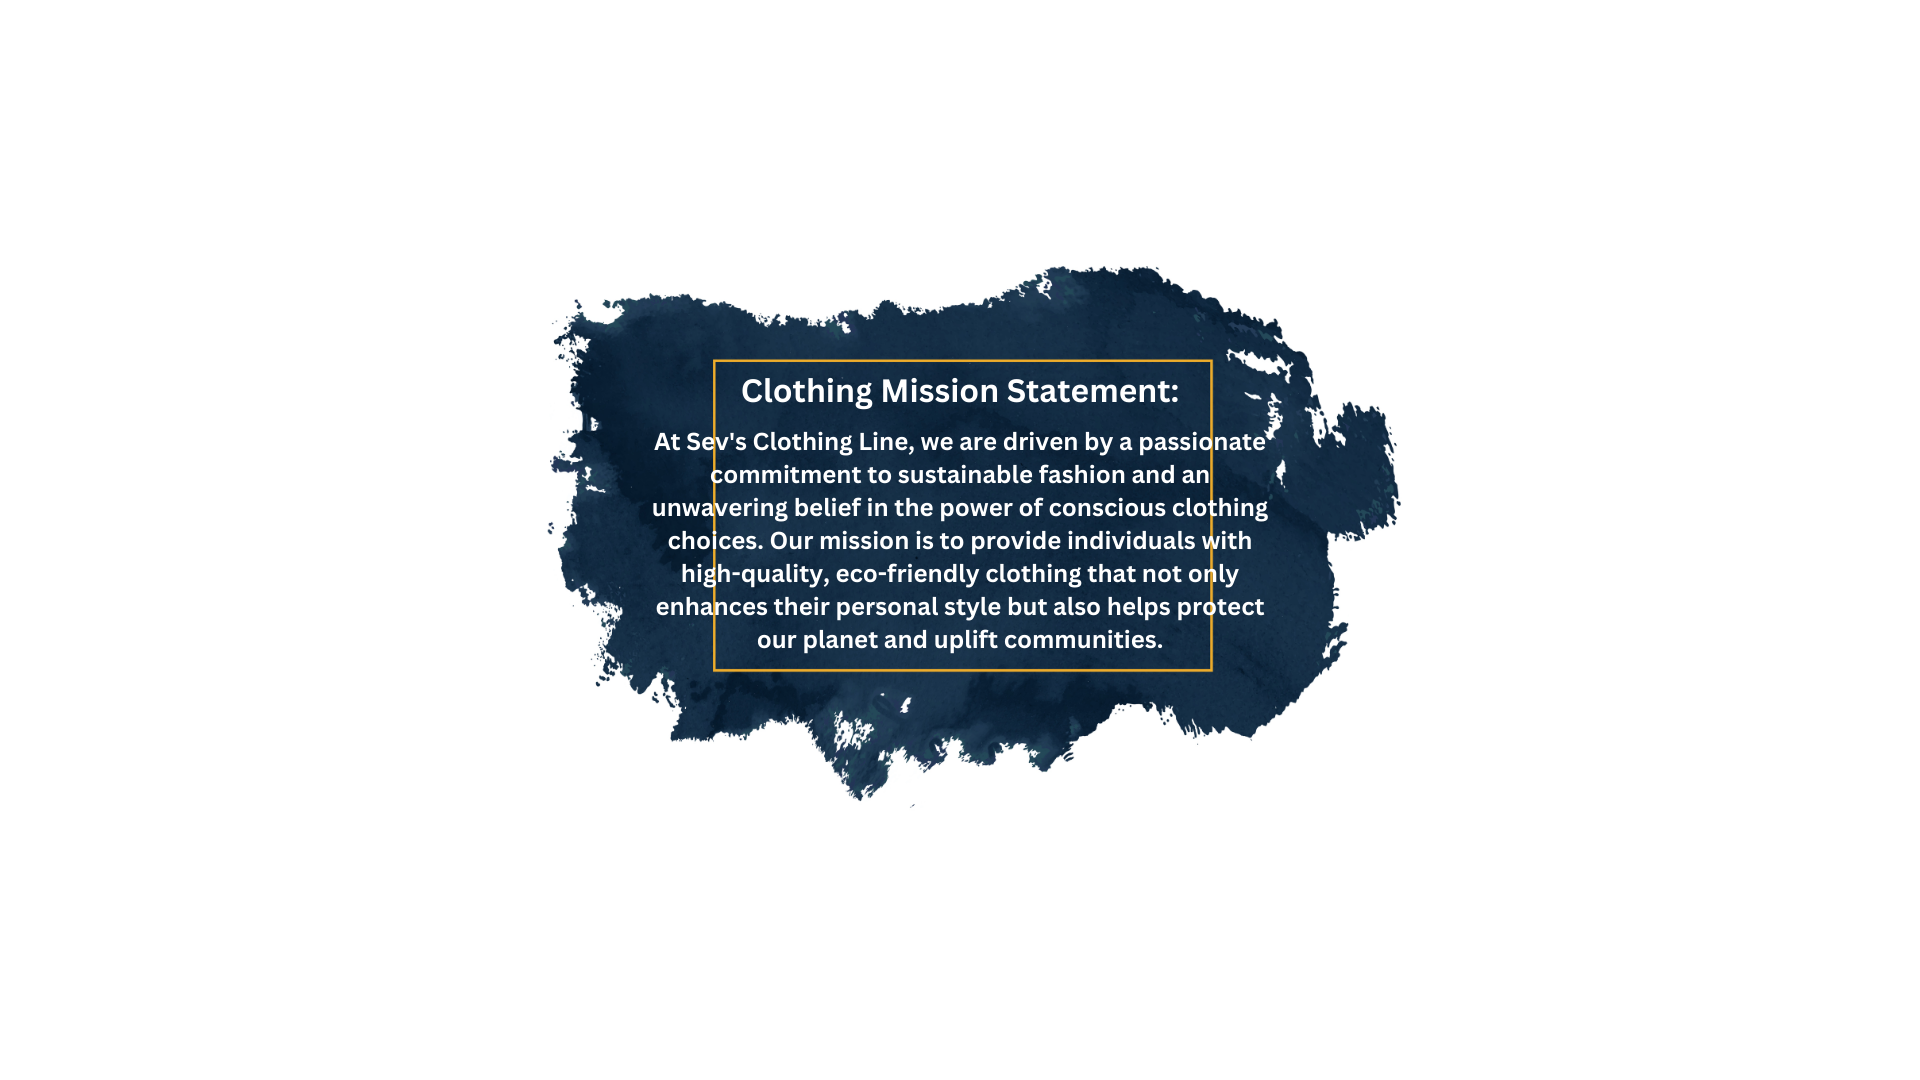 Clothing Mission Statement:
At Sev's Clothing Line, we are driven by a passionate
commitment to sustainable fashion and an
unwavering belief in the power of conscious clothing
choices. Our mission is to provide individuals with
high-quality, eco-friendly clothing that not only
enhances their personal style but also helps protect
our planet and uplift communities.